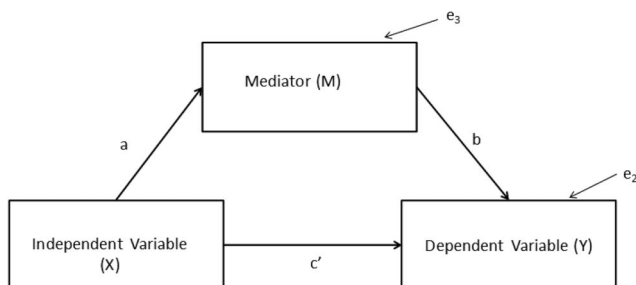 e3
Mediator (M)
a
b
e2
Independent Variable
(X)
Dependent Variable (Y)
c’